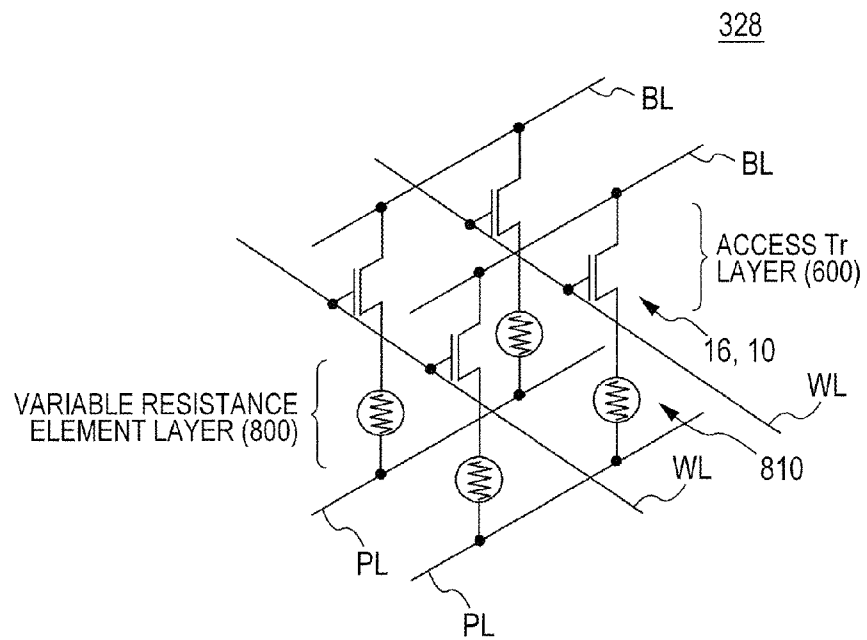 328
BL
BL
ACCESS Tr
LAYER (600)
16, 10
VARIABLE RESISTANCE
ELEMENT LAYER (800)
WL
810
WL
PL
PL